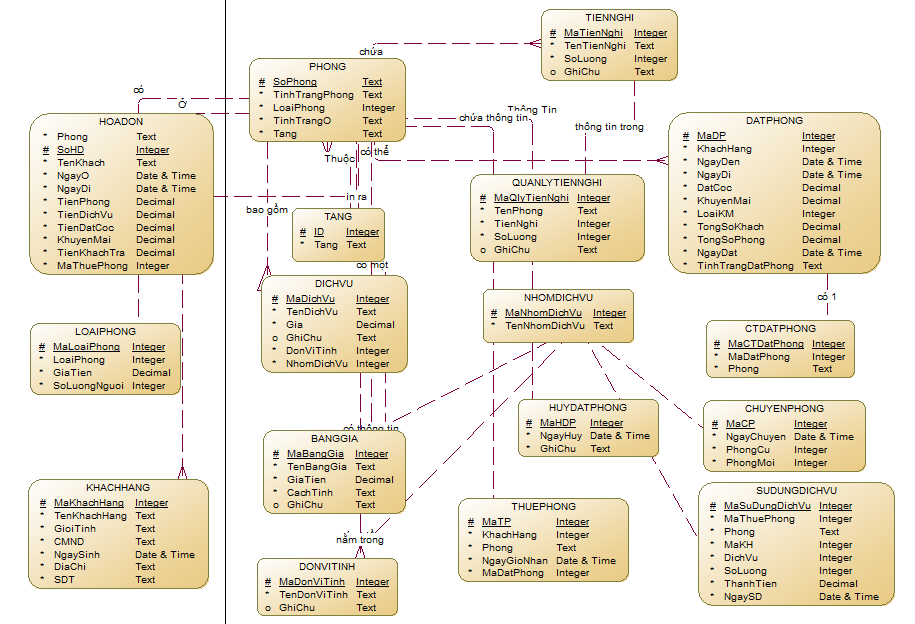 TIENNGHI
# MaTienNghi Integer
* TenTienNghi Text
* SoLuong Integer
o GhiChu Text
chứa
PHONG
# SoPhong Text
* TinhTrangPhong Text
* LoaiPhong Integer
* TinhTrangO Text
* Tang Text
có
Ở
HOADON
* Phong Text
# SoHD Integer
* TenKhach Text
* NgayO Date & Time
* NgayDi Date & Time
* TienPhong Decimal
* TienDichVu Decimal
* TienDatCoc Decimal
* KhuyenMai Decimal
* TienKhachTra Decimal
* MaThuePhong Integer
Thông Tin
chứa thông tin
thông tin trong
Thuộc
có thể
in ra
bao gồm
DATPHONG
# MaDP Integer
* KhachHang Integer
* NgayDen Date & Time
* NgayDi Date & Time
* DatCoc Decimal
* KhuyenMai Decimal
* LoaiKM Integer
* TongSoKhach Decimal
* TongSoPhong Decimal
* NgayDat Date & Time
* TinhTrangDatPhong Text
QUANLYTIENNGHI
# MaQlyTienNghi Integer
* TenPhong Text
* TienNghi Integer
* SoLuong Integer
o GhiChu Text
TANG
# ID Integer
* Tang Text
có một
DICHVU
# MaDichVu Integer
* TenDichVu Text
* Gia Decimal
o GhiChu Text
* DonViTinh Integer
* NhomDichVu Integer
NHOMDICHVU
# MaNhomDichVu Integer
* TenNhomDichVu Text
có 1
LOAIPHONG
# MaLoaiPhong Integer
* LoaiPhong Integer
* GiaTien Decimal
* SoLuongNguoi Integer
CTDATPHONG
# MaCTDatPhong Integer
* MaDatPhong Integer
* Phong Text
HUYDATPHONG
# MaHDP Integer
* NgayHuy Date & Time
* GhiChu Text
CHUYENPHONG
# MaCP Integer
* NgayChuyen Date & Time
* PhongCu Integer
* PhongMoi Integer
có thông tin
BANGGIA
# MaBangGia Integer
* TenBangGia Text
* GiaTien Decimal
* CachTinh Text
o GhiChu Text
KHACHHANG
# MaKhachHang Integer
* TenKhachHang Text
* GioiTinh Text
* CMND Text
* NgaySinh Date & Time
* DiaChi Text
* SDT Text
THUEPHONG
# MaTP Integer
* KhachHang Integer
* Phong Text
* NgayGioNhan Date & Time
* MaDatPhong Integer
SUDUNGDICHVU
# MaSuDungDichVu Integer
* MaThuePhong Integer
* Phong Text
* MaKH Integer
* DichVu Integer
* SoLuong Integer
* ThanhTien Decimal
* NgaySD Date & Time
nằm trong
DONVITINH
# MaDonViTinh Integer
* TenDonViTinh Text
o GhiChu Text